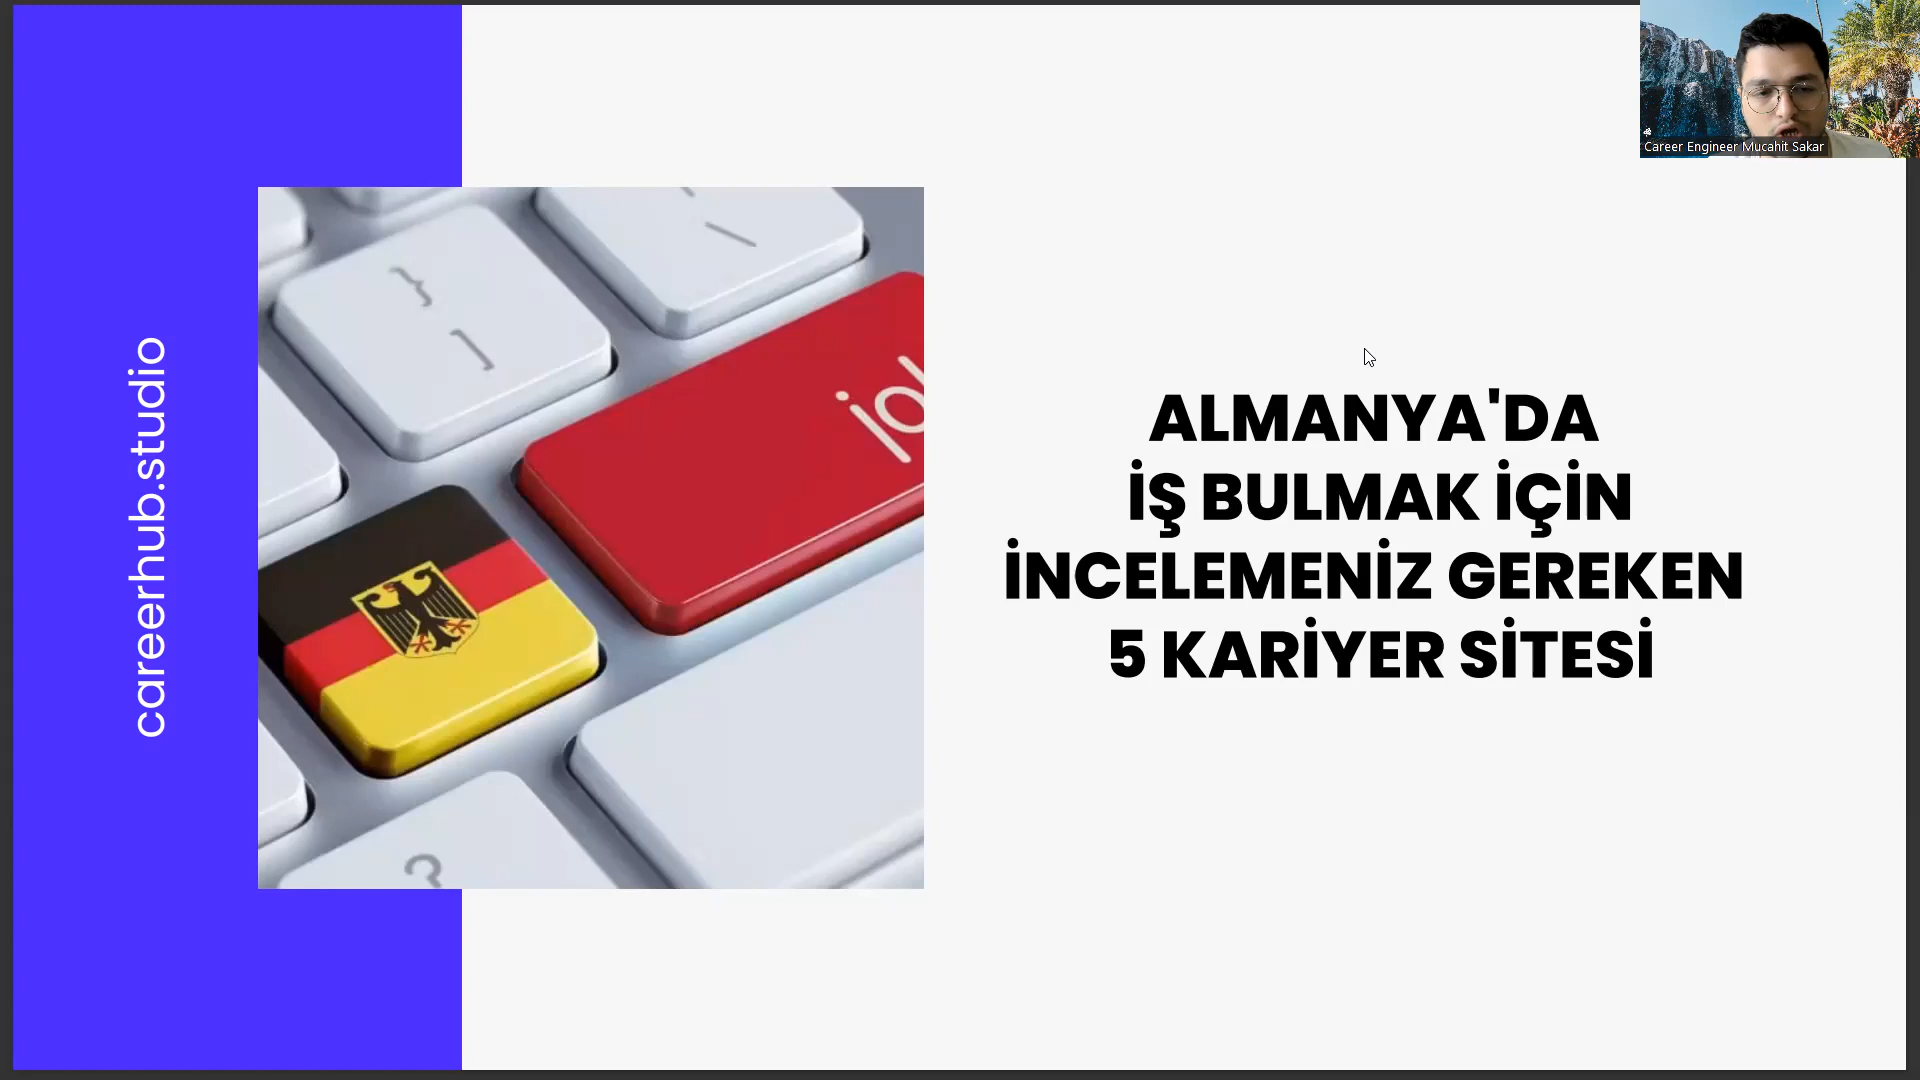 careerhub.studio
ALMANYA'DA
İŞ BULMAK İÇİN
İNCELEMENİZ GEREKEN
5 KARİYER SİTESİ
Career Engineer Mucahit Sakar